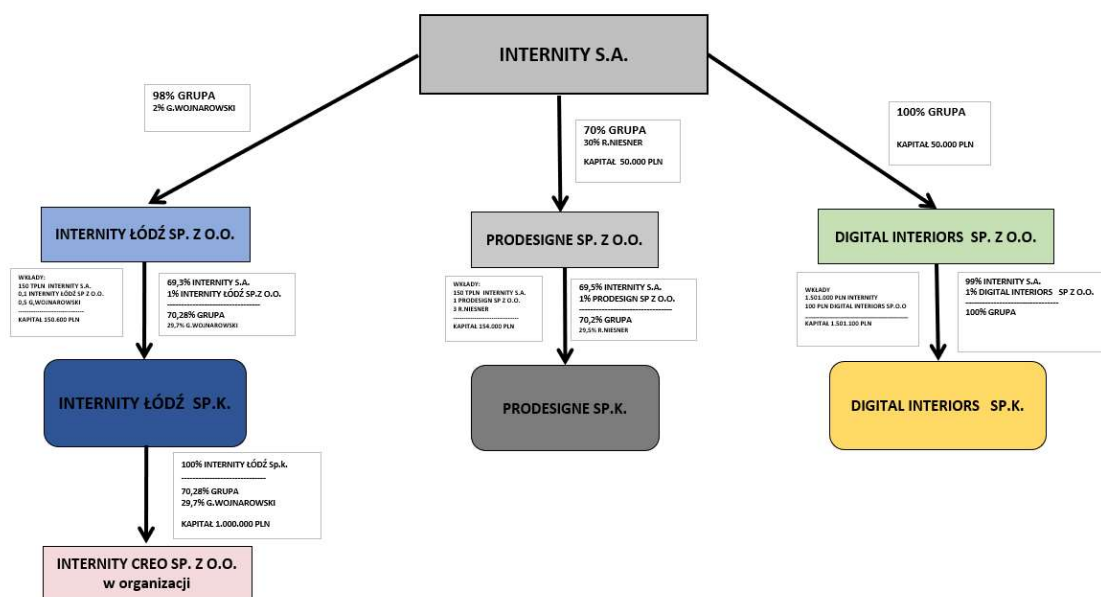 INTERNITY S.A.
98% GRUPA
2% G.WOJNAROWSKI
70% GRUPA
30% R.NIESNER
KAPITAŁ 50.000 PLN
100% GRUPA
KAPITAŁ 50.000 PLN
INTERNITY ŁÓDŹ SP. Z O.O.
PRODESIGNE SP. Z O.O.
DIGITAL INTERIORS SP. Z O.O.
WKŁADY:
150 TPLN INTERNITY S.A.
0,1 INTERNITY ŁÓDŹ SP Z O.O.
0,5 G,WOJNAROWSKI
------------------------------
KAPITAŁ 150.600 PLN
69,3% INTERNITY S.A.
1% INTERNITY ŁÓDŹ SP.Z O.O.
------------------------------
70,28% GRUPA
29,7% G.WOJNAROWSKI
WKŁADY:
150 TPLN INTERNITY S.A.
1 PRODESIGN SP Z O.O.
3 R.NIESNER
------------------------------
KAPITAŁ 154.000 PLN
69,5% INTERNITY S.A.
1% PRODESIGN SP Z O.O.
------------------------------
70,2% GRUPA
29,5% R.NIESNER
WKŁADY
1.501.000 PLN INTERNITY
100 PLN DIGITAL INTERIORS SP.O.O
______________________________
KAPITAŁ 1.501.100 PLN
99% INTERNITY S.A.
1% DIGITAL INTERIORS SP Z O.O.
------------------------------
100% GRUPA
INTERNITY ŁÓDŹ SP.K.
PRODESIGNE SP.K.
DIGITAL INTERIORS SP.K.
100% INTERNITY ŁÓDŹ Sp.k.
------------------------------
70,28% GRUPA
29,7% G.WOJNAROWSKI
KAPITAŁ 1.000.000 PLN
INTERNITY CREO SP. Z O.O.
w organizacji